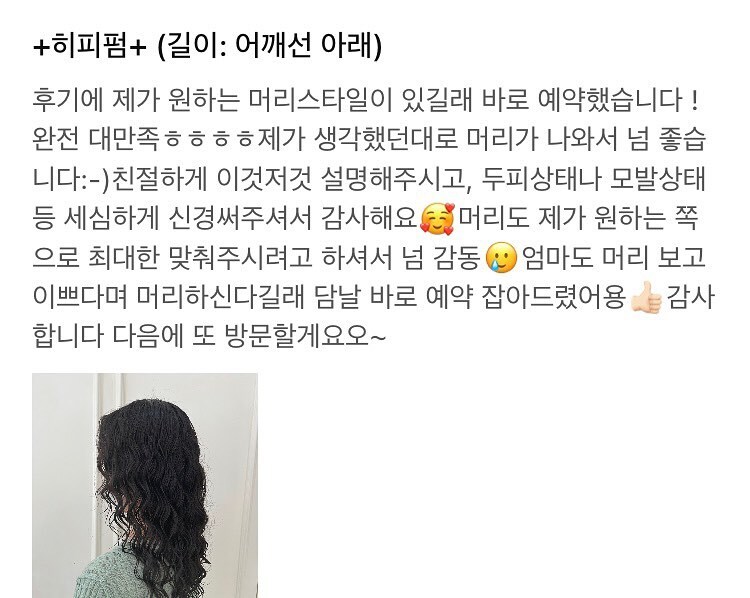 +히피펌+ (길이: 어깨선 아래)
후기에 제가 원하는 머리스타일이 있길래 바로 예약했습니다 !
완전 대만족ㅎㅎㅎㅎ제가 생각했던대로 머리가 나와서 넘 좋습
니다:-)친절하게 이것저것 설명해주시고, 두피상태나 모발상태
등 세심하게 신경써주셔서 감사해요🥰머리도 제가 원하는 쪽
으로 최대한 맞춰주시려고 하셔서 넘 감동🥲엄마도 머리 보고
이쁘다며 머리하신다길래 담날 바로 예약 잡아드렸어용👍🏻감사
합니다 다음에 또 방문할게요오~